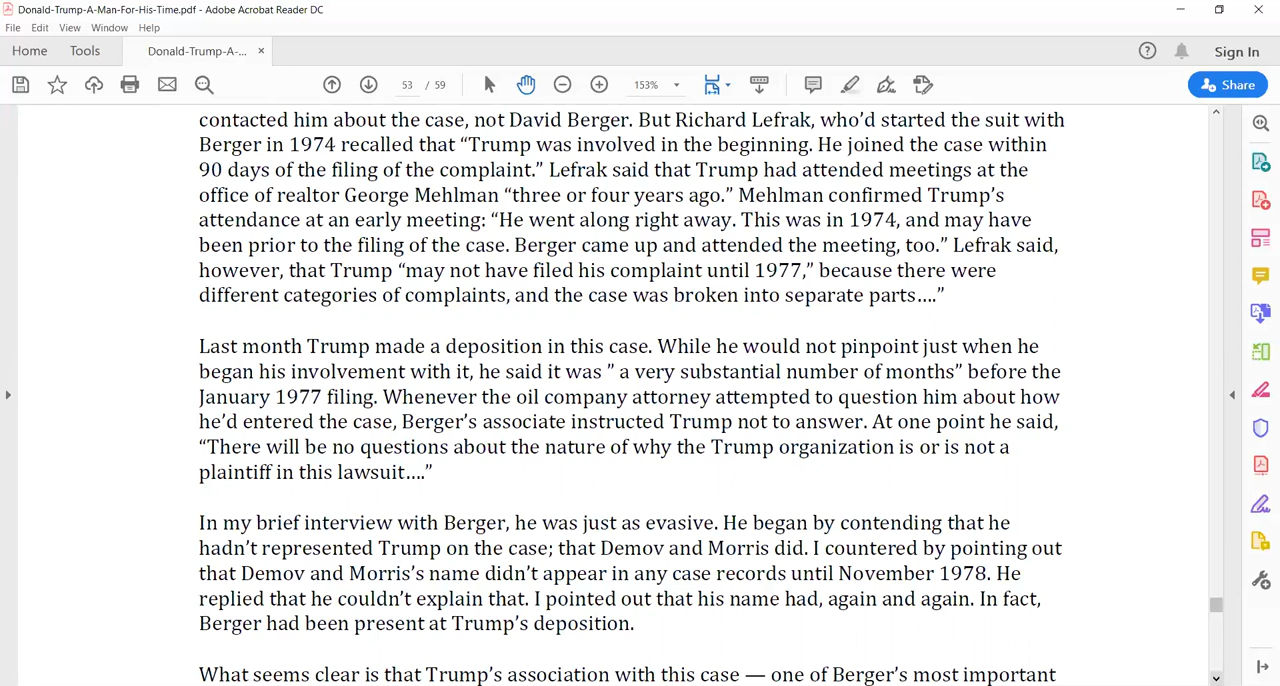 Donald-Trump-A-Man-For-His-Time.pdf - Adobe Acrobat Reader DC
File Edit View Window Help
Home Tools Donald-Trump-A-... × Sign In
53 / 59 153% Share
contacted him about the case, not David Berger. But Richard Lefrak, who’d started the suit with
Berger in 1974 recalled that “Trump was involved in the beginning. He joined the case within
90 days of the filing of the complaint.” Lefrak said that Trump had attended meetings at the
office of realtor George Mehlman “three or four years ago.” Mehlman confirmed Trump’s
attendance at an early meeting: “He went along right away. This was in 1974, and may have
been prior to the filing of the case. Berger came up and attended the meeting, too.” Lefrak said,
however, that Trump “may not have filed his complaint until 1977,” because there were
different categories of complaints, and the case was broken into separate parts….”
Last month Trump made a deposition in this case. While he would not pinpoint just when he
began his involvement with it, he said it was ” a very substantial number of months” before the
January 1977 filing. Whenever the oil company attorney attempted to question him about how
he’d entered the case, Berger’s associate instructed Trump not to answer. At one point he said,
“There will be no questions about the nature of why the Trump organization is or is not a
plaintiff in this lawsuit….”
In my brief interview with Berger, he was just as evasive. He began by contending that he
hadn’t represented Trump on the case; that Demov and Morris did. I countered by pointing out
that Demov and Morris’s name didn’t appear in any case records until November 1978. He
replied that he couldn’t explain that. I pointed out that his name had, again and again. In fact,
Berger had been present at Trump’s deposition.
What seems clear is that Trump’s association with this case — one of Berger’s most important